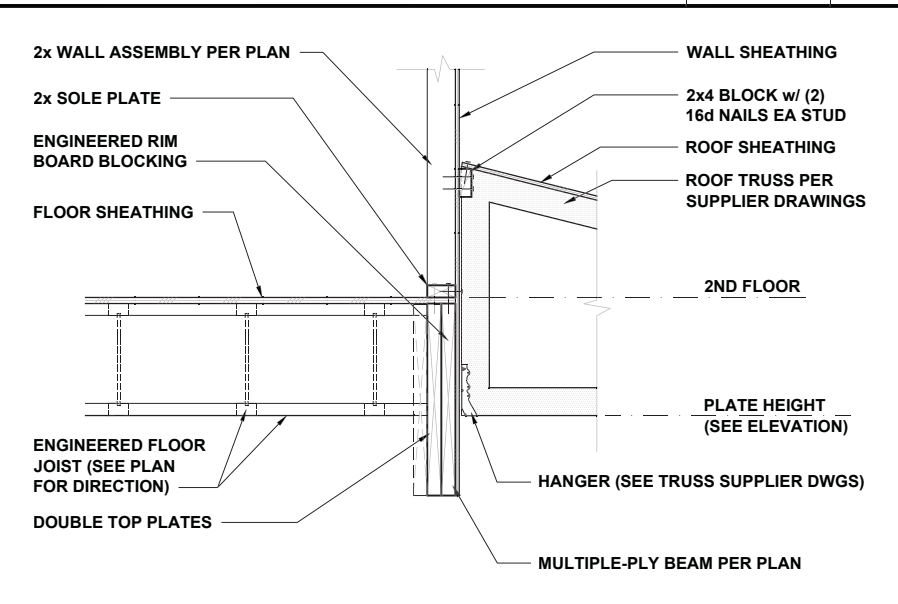 2x WALL ASSEMBLY PER PLAN
2x SOLE PLATE
ENGINEERED RIM
BOARD BLOCKING
FLOOR SHEATHING
ENGINEERED FLOOR
JOIST (SEE PLAN
FOR DIRECTION)
DOUBLE TOP PLATES
WALL SHEATHING
2x4 BLOCK w/ (2)
16d NAILS EA STUD
ROOF SHEATHING
ROOF TRUSS PER
SUPPLIER DRAWINGS
2ND FLOOR
PLATE HEIGHT
(SEE ELEVATION)
HANGER (SEE TRUSS SUPPLIER DWGS)
MULTIPLE-PLY BEAM PER PLAN